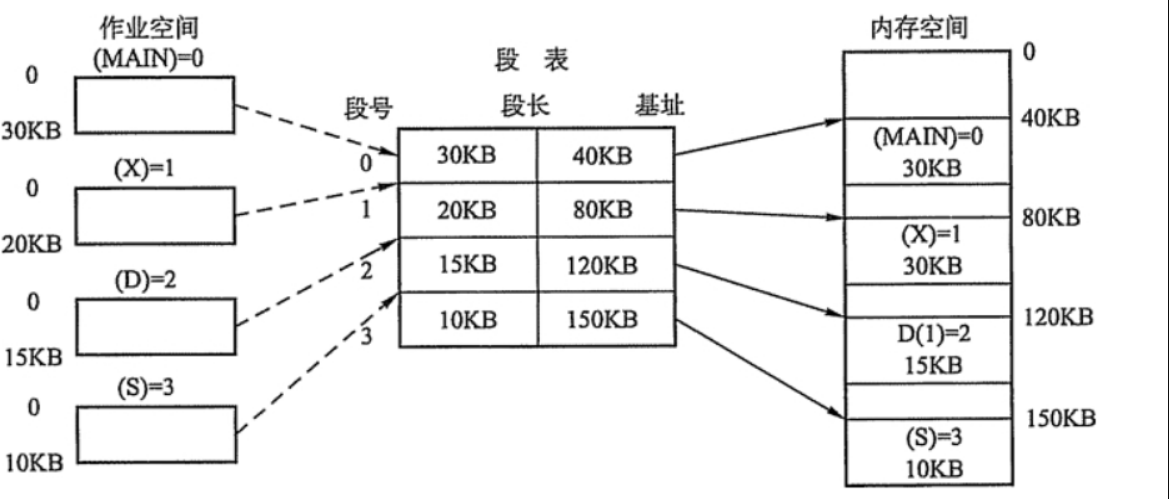 作业空间
(MAIN)=0
0
30KB
(X)=1
0
20KB
(D)=2
0
15KB
(S)=3
0
10KB
段 表
段号 段长 基址
0 30KB 40KB
1 20KB 80KB
2 15KB 120KB
3 10KB 150KB
内存空间
0
40KB
(MAIN)=0
30KB
80KB
(X)=1
30KB
120KB
D(1)=2
15KB
150KB
(S)=3
10KB